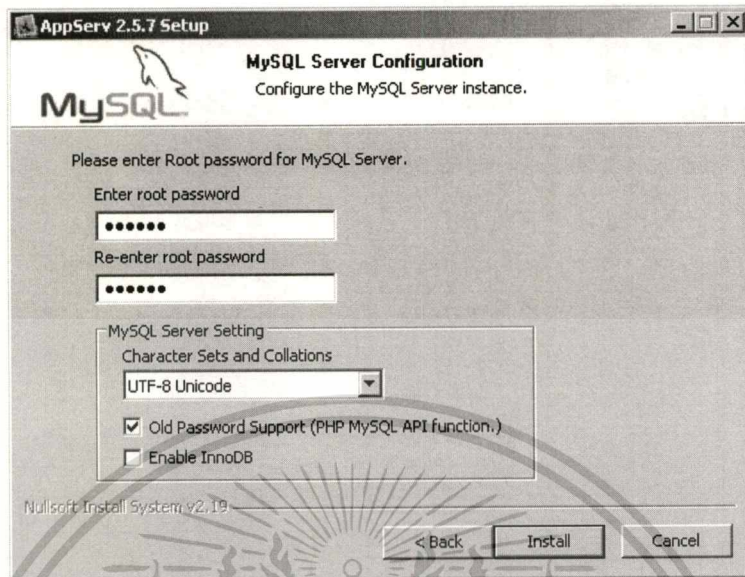 AppServ 2.5.7 Setup
MySQL
MySQL Server Configuration
Configure the MySQL Server instance.
Please enter Root password for MySQL Server.
Enter root password
••••••
Re-enter root password
••••••
MySQL Server Setting
Character Sets and Collations
UTF-8 Unicode
Old Password Support (PHP MySQL API function.)
Enable InnoDB
Nullsoft Install System v2.19
< Back Install Cancel